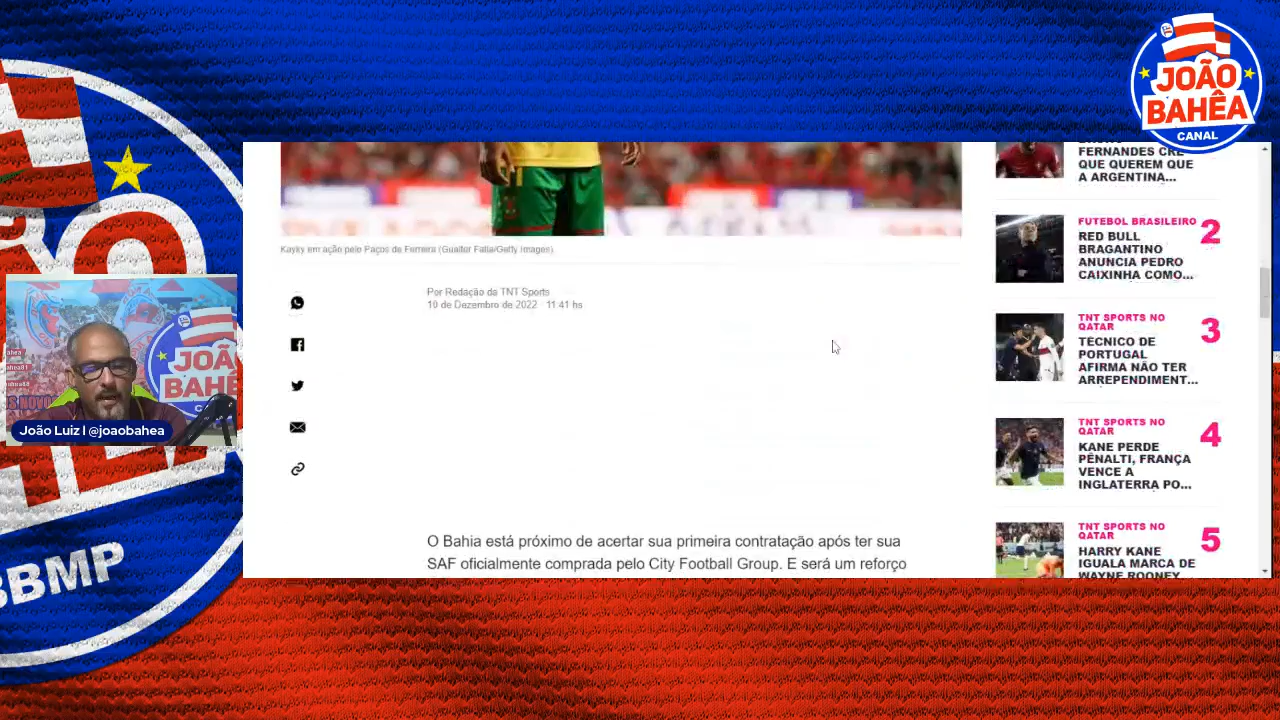 JOÃO
BAHÊA
CANAL
FERNANDES CRÊ
QUE QUEREM QUE
A ARGENTINA...
Kayky em ação pelo Paços de Ferreira (Gualter Fatia/Getty Images)
FUTEBOL BRASILEIRO
2
RED BULL
BRAGANTINO
ANUNCIA PEDRO
CAIXINHA COMO...
Por Redação da TNT Sports
10 de Dezembro de 2022 11:41 hs
TNT SPORTS NO
QATAR
3
TÉCNICO DE
PORTUGAL
AFIRMA NÃO TER
ARREPENDIMENT...
JOÃO
BAHÊA
João Luiz l @joaobahea
TNT SPORTS NO
QATAR
4
KANE PERDE
PÊNALTI, FRANÇA
VENCE A
INGLATERRA PO...
O Bahia está próximo de acertar sua primeira contratação após ter sua
SAF oficialmente comprada pelo City Football Group. E será um reforço
TNT SPORTS NO
QATAR
5
HARRY KANE
IGUALA MARCA DE
WAYNE ROONEY
BBMP